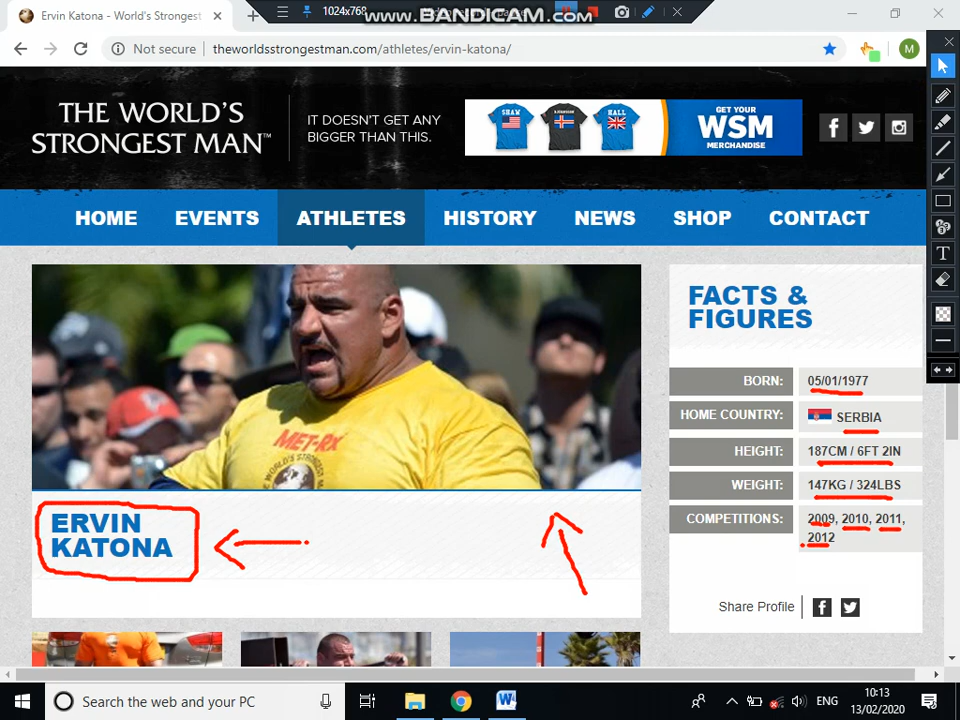 Ervin Katona - World's Strongest
1024x768
www.BANDICAM.com
Not secure
theworldsstrongestman.com/athletes/ervin-katona/
M
THE WORLD'S
STRONGEST MAN™
IT DOESN'T GET ANY
BIGGER THAN THIS.
SHAW
HALL
GET YOUR
WSM
MERCHANDISE
HOME
EVENTS
ATHLETES
HISTORY
NEWS
SHOP
CONTACT
MET-RX
WORLD'S
FACTS &
FIGURES
BORN: 05/01/1977
HOME COUNTRY: SERBIA
HEIGHT: 187CM / 6FT 2IN
WEIGHT: 147KG / 324LBS
COMPETITIONS: 2009, 2010, 2011,
2012
ERVIN
KATONA
Share Profile
Search the web and your PC
ENG
10:13
13/02/2020